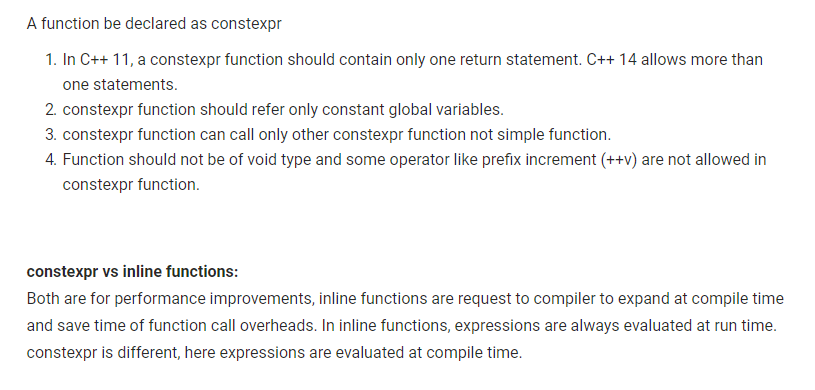 A function be declared as constexpr
1. In C++ 11, a constexpr function should contain only one return statement. C++ 14 allows more than
one statements.
2. constexpr function should refer only constant global variables.
3. constexpr function can call only other constexpr function not simple function.
4. Function should not be of void type and some operator like prefix increment (++v) are not allowed in
constexpr function.
constexpr vs inline functions:
Both are for performance improvements, inline functions are request to compiler to expand at compile time
and save time of function call overheads. In inline functions, expressions are always evaluated at run time.
constexpr is different, here expressions are evaluated at compile time.